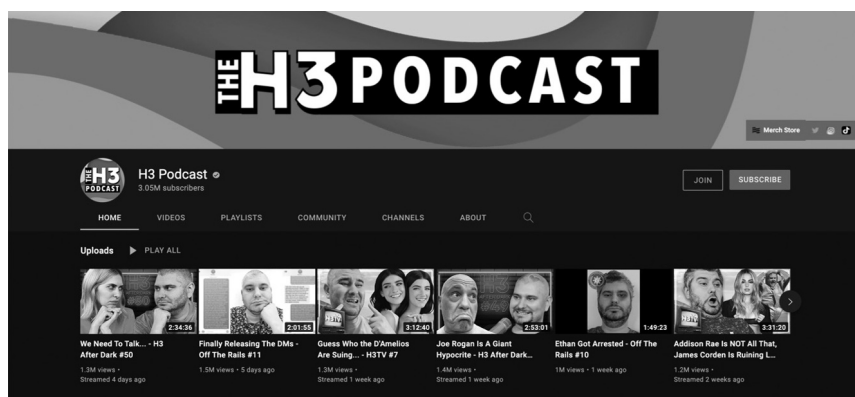 THE H3 PODCAST
Merch Store
THE H3 PODCAST
H3 Podcast
3.05M subscribers
JOIN
SUBSCRIBE
HOME VIDEOS PLAYLISTS COMMUNITY CHANNELS ABOUT
Uploads PLAY ALL
2:34:36
2:01:55
3:12:40
2:53:01
1:49:23
3:31:20
We Need To Talk... - H3
After Dark #50
1.3M views •
Streamed 4 days ago
Finally Releasing The DMs -
Off The Rails #11
1.5M views • 5 days ago
Guess Who the D'Amelios
Are Suing... - H3TV #7
1.3M views •
Streamed 1 week ago
Joe Rogan Is A Giant
Hypocrite - H3 After Dark...
1.4M views •
Streamed 1 week ago
Ethan Got Arrested - Off The
Rails #10
1M views • 1 week ago
Addison Rae Is NOT All That,
James Corden Is Ruining L...
1.2M views •
Streamed 2 weeks ago